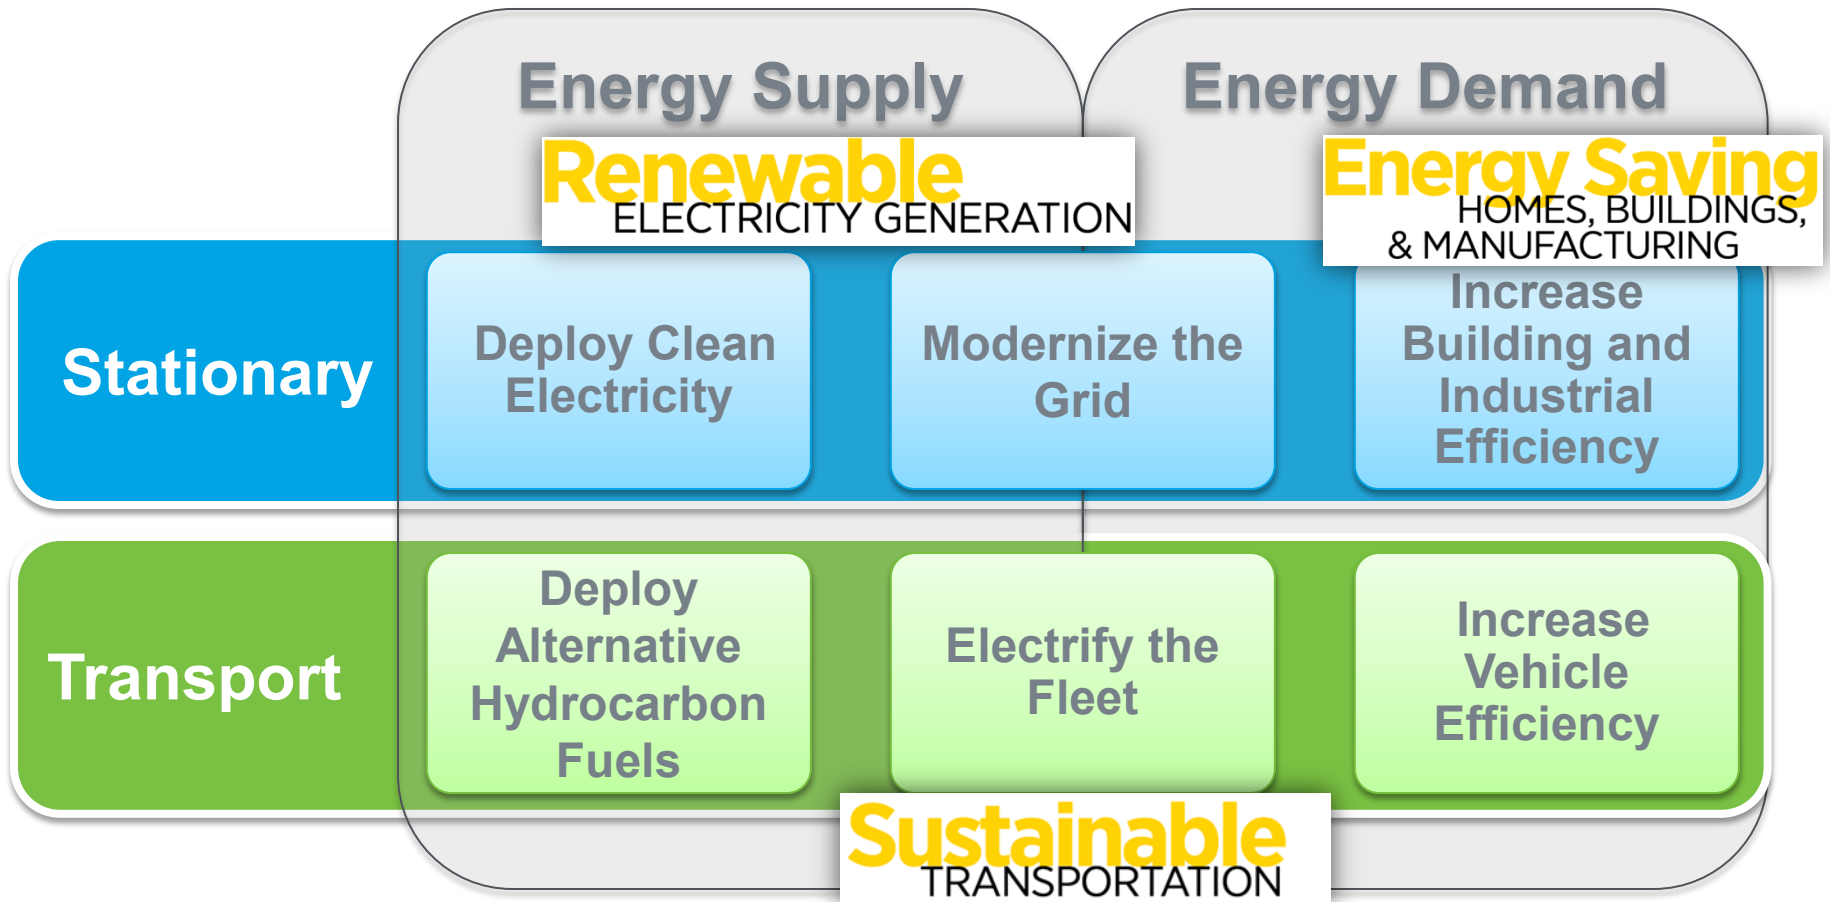 Energy Supply
Energy Demand
Renewable
ELECTRICITY GENERATION
Energy Saving
HOMES, BUILDINGS,
& MANUFACTURING
Stationary
Deploy Clean
Electricity
Modernize the
Grid
Increase
Building and
Industrial
Efficiency
Transport
Deploy
Alternative
Hydrocarbon
Fuels
Electrify the
Fleet
Increase
Vehicle
Efficiency
Sustainable
TRANSPORTATION